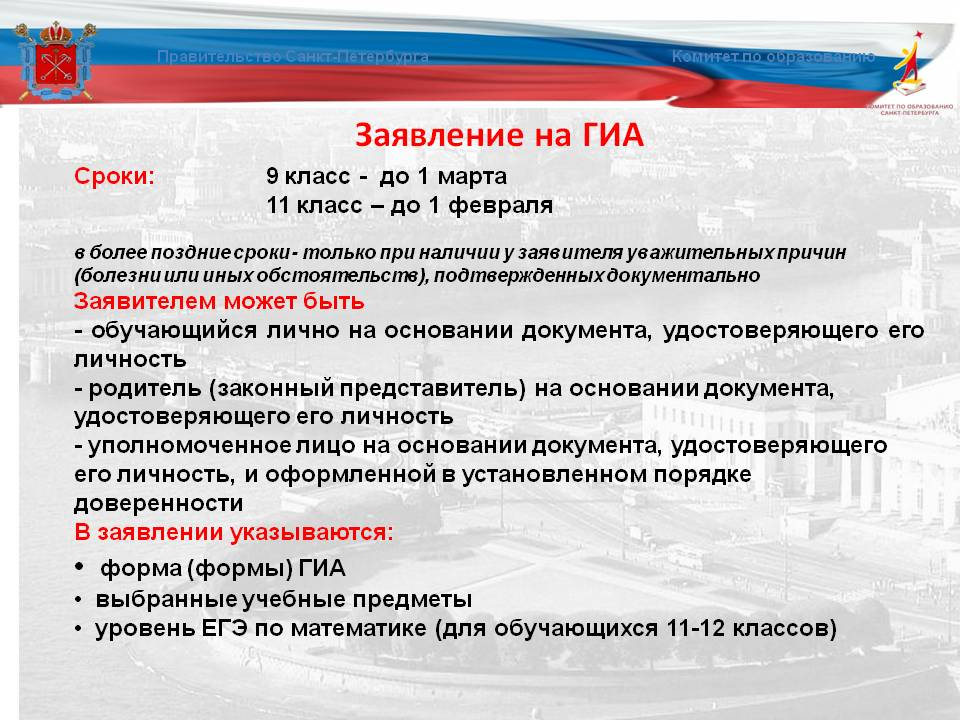 Правительство Санкт-Петербурга Комитет по образованию
КОМИТЕТ ПО ОБРАЗОВАНИЮ
САНКТ-ПЕТЕРБУРГА
Заявление на ГИА
Сроки: 9 класс - до 1 марта
11 класс – до 1 февраля
в более поздние сроки- только при наличии у заявителя уважительных причин
(болезни или иных обстоятельств), подтвержденных документально
Заявителем может быть
- обучающийся лично на основании документа, удостоверяющего его
личность
- родитель (законный представитель) на основании документа,
удостоверяющего его личность
- уполномоченное лицо на основании документа, удостоверяющего
его личность, и оформленной в установленном порядке
доверенности
В заявлении указываются:
• форма (формы) ГИА
• выбранные учебные предметы
• уровень ЕГЭ по математике (для обучающихся 11-12 классов)